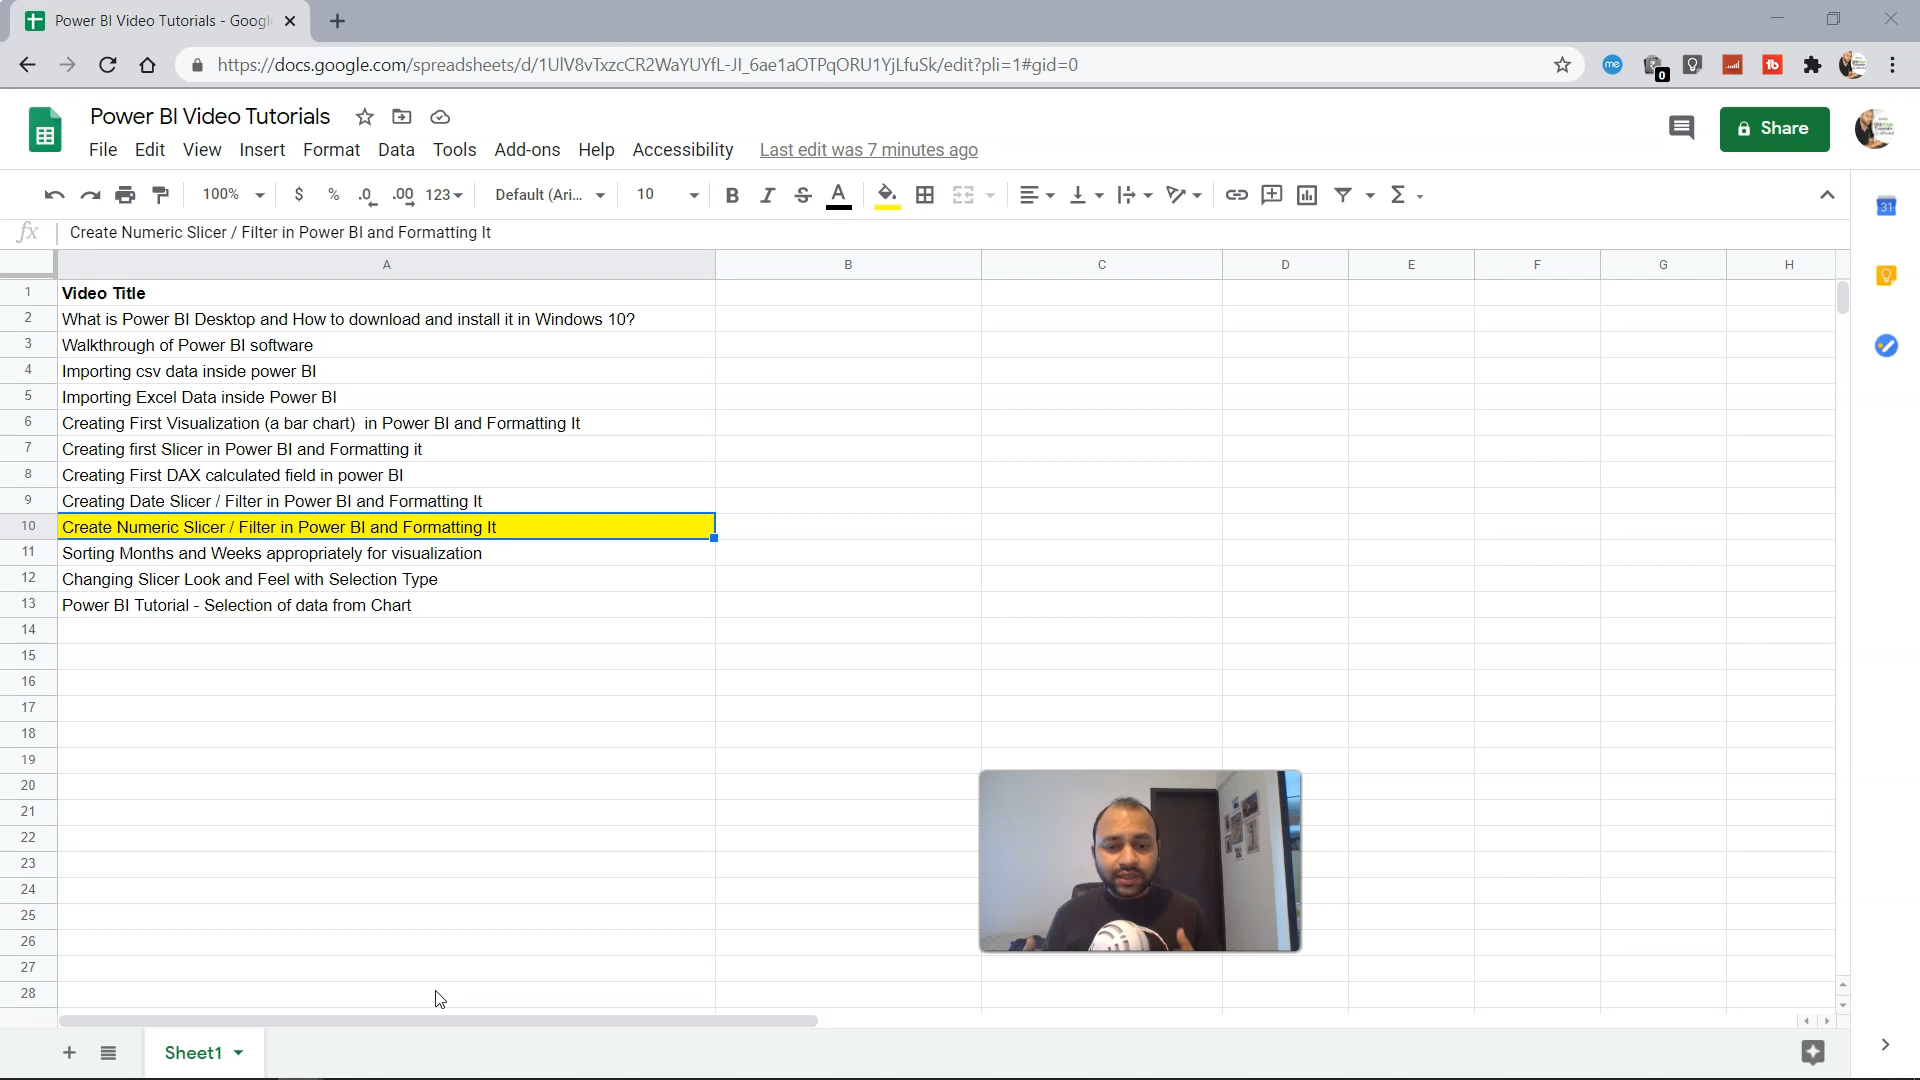 Power BI Video Tutorials - Googl
https://docs.google.com/spreadsheets/d/1UlV8vTxzcCR2WaYUYfL-JI_6ae1aOTPqORU1YjLfuSk/edit?pli=1#gid=0
me
0
tb
Power BI Video Tutorials
File Edit View Insert Format Data Tools Add-ons Help Accessibility Last edit was 7 minutes ago
Share
100% $ % .0 .00 123 Default (Ari... 10 B I S A Σ
31
fx Create Numeric Slicer / Filter in Power BI and Formatting It
A B C D E F G H
1 Video Title
2 What is Power BI Desktop and How to download and install it in Windows 10?
3 Walkthrough of Power BI software
4 Importing csv data inside power BI
5 Importing Excel Data inside Power BI
6 Creating First Visualization (a bar chart)  in Power BI and Formatting It
7 Creating first Slicer in Power BI and Formatting it
8 Creating First DAX calculated field in power BI
9 Creating Date Slicer / Filter in Power BI and Formatting It
10 Create Numeric Slicer / Filter in Power BI and Formatting It
11 Sorting Months and Weeks appropriately for visualization
12 Changing Slicer Look and Feel with Selection Type
13 Power BI Tutorial - Selection of data from Chart
14
15
16
17
18
19
20
21
22
23
24
25
26
27
28
Sheet1